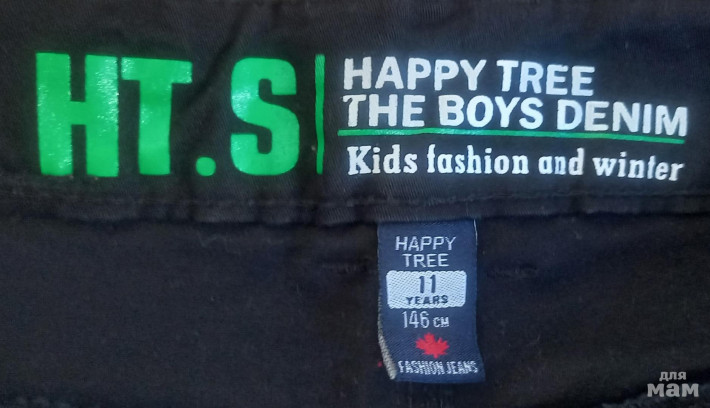 HT.S
HAPPY TREE
THE BOYS DENIM
Kids fashion and winter
HAPPY
TREE
11
YEARS
146 CM
FASHION JEANS
для
мам